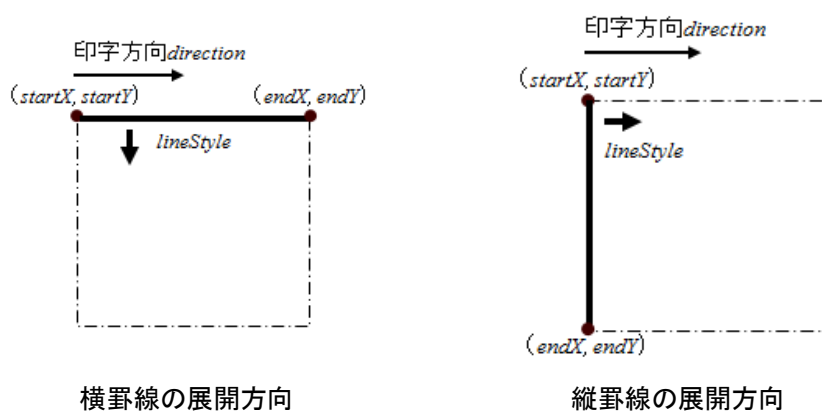 印字方向direction
(startX, startY)
(endX, endY)
lineStyle
横罫線の展開方向
印字方向direction
(startX, startY)
lineStyle
(endX, endY)
縦罫線の展開方向